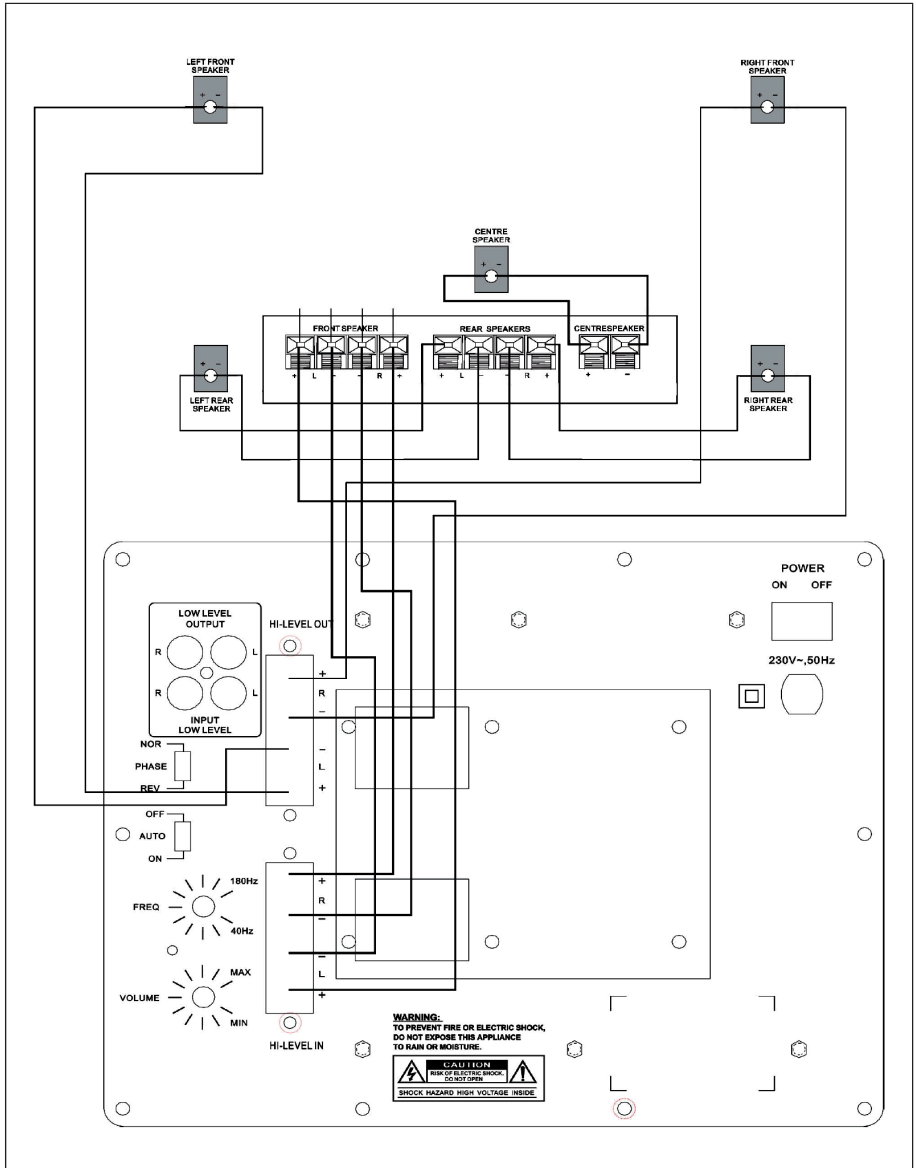 LEFT FRONT
SPEAKER
+ −
RIGHT FRONT
SPEAKER
+ −
CENTRE
SPEAKER
+ −
FRONT SPEAKER
REAR SPEAKERS
CENTRESPEAKER
+ L − − R +
+ L − − R +
+ −
+ −
LEFT REAR
SPEAKER
+ −
RIGHT REAR
SPEAKER
POWER
ON OFF
230V~,50Hz
LOW LEVEL
OUTPUT
R L
R L
INPUT
LOW LEVEL
HI-LEVEL OUT
+
R
−
−
L
+
NOR
PHASE
REV
OFF
AUTO
ON
180Hz
FREQ
40Hz
MAX
VOLUME
MIN
+
R
−
−
L
+
HI-LEVEL IN
WARNING:
TO PREVENT FIRE OR ELECTRIC SHOCK,
DO NOT EXPOSE THIS APPLIANCE
TO RAIN OR MOISTURE.
CAUTION
RISK OF ELECTRIC SHOCK.
DO NOT OPEN
SHOCK HAZARD HIGH VOLTAGE INSIDE